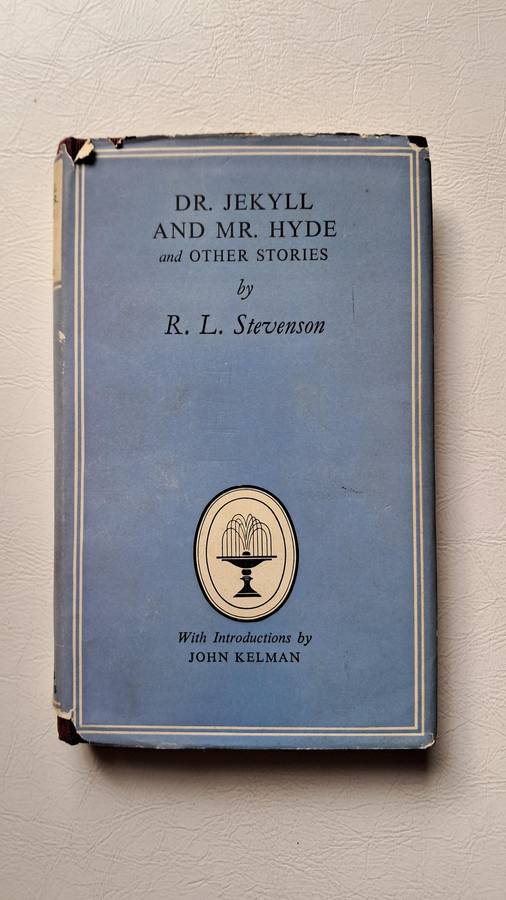 DR. JEKYLL
AND MR. HYDE
and OTHER STORIES
by
R. L. Stevenson
With Introductions by
JOHN KELMAN